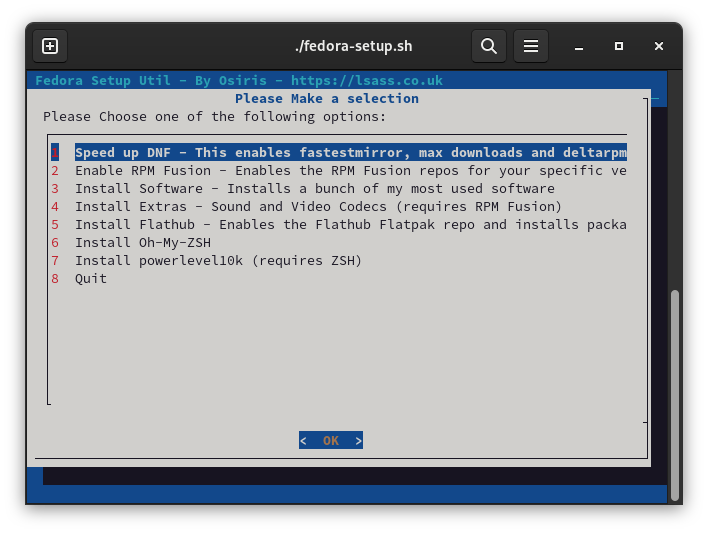 ./fedora-setup.sh
Fedora Setup Util - By Osiris - https://lsass.co.uk
Please Make a selection
Please Choose one of the following options:
1 Speed up DNF - This enables fastestmirror, max downloads and deltarpm
2 Enable RPM Fusion - Enables the RPM Fusion repos for your specific ve
3 Install Software - Installs a bunch of my most used software
4 Install Extras - Sound and Video Codecs (requires RPM Fusion)
5 Install Flathub - Enables the Flathub Flatpak repo and installs packa
6 Install Oh-My-ZSH
7 Install powerlevel10k (requires ZSH)
8 Quit
< OK >